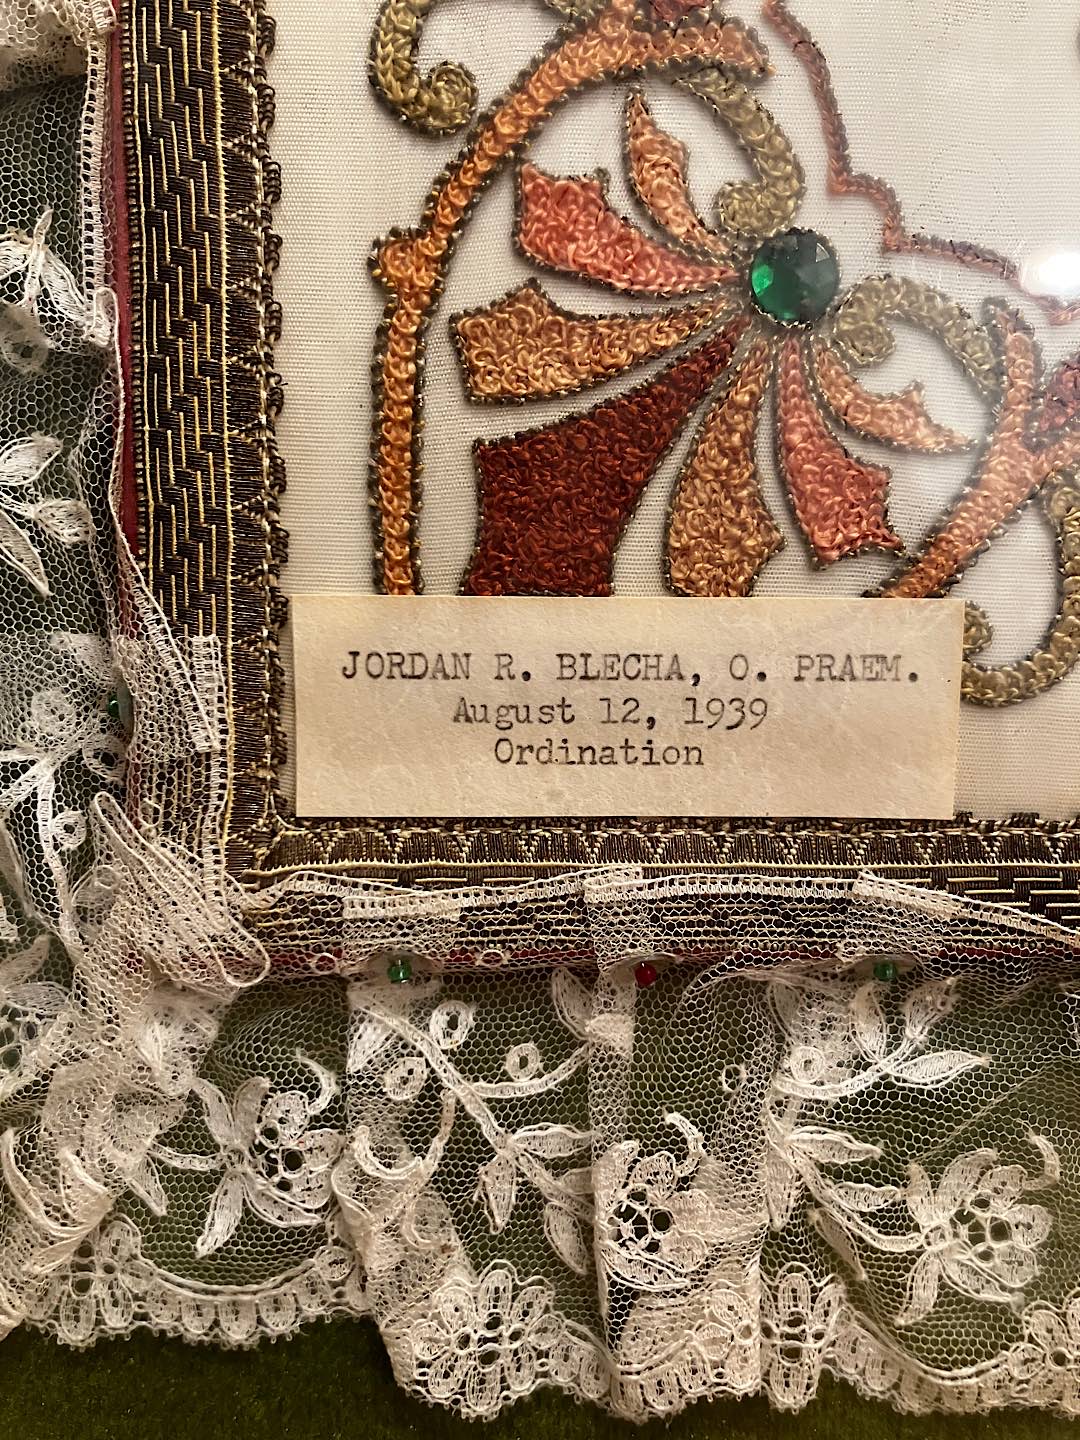 JORDAN R. BLECHA, O. PRAEM.
August 12, 1939
Ordination